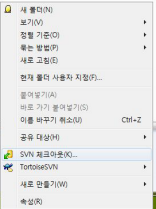 새 폴더(N)
보기(V)
정렬 기준(O)
묶는 방법(P)
새로 고침(E)
현재 폴더 사용자 지정(F)...
붙여넣기(A)
바로 가기 붙여넣기(S)
이름 바꾸기 취소(U) Ctrl+Z
공유 대상(H)
SVN 체크아웃(K)...
TortoiseSVN
새로 만들기(W)
속성(R)